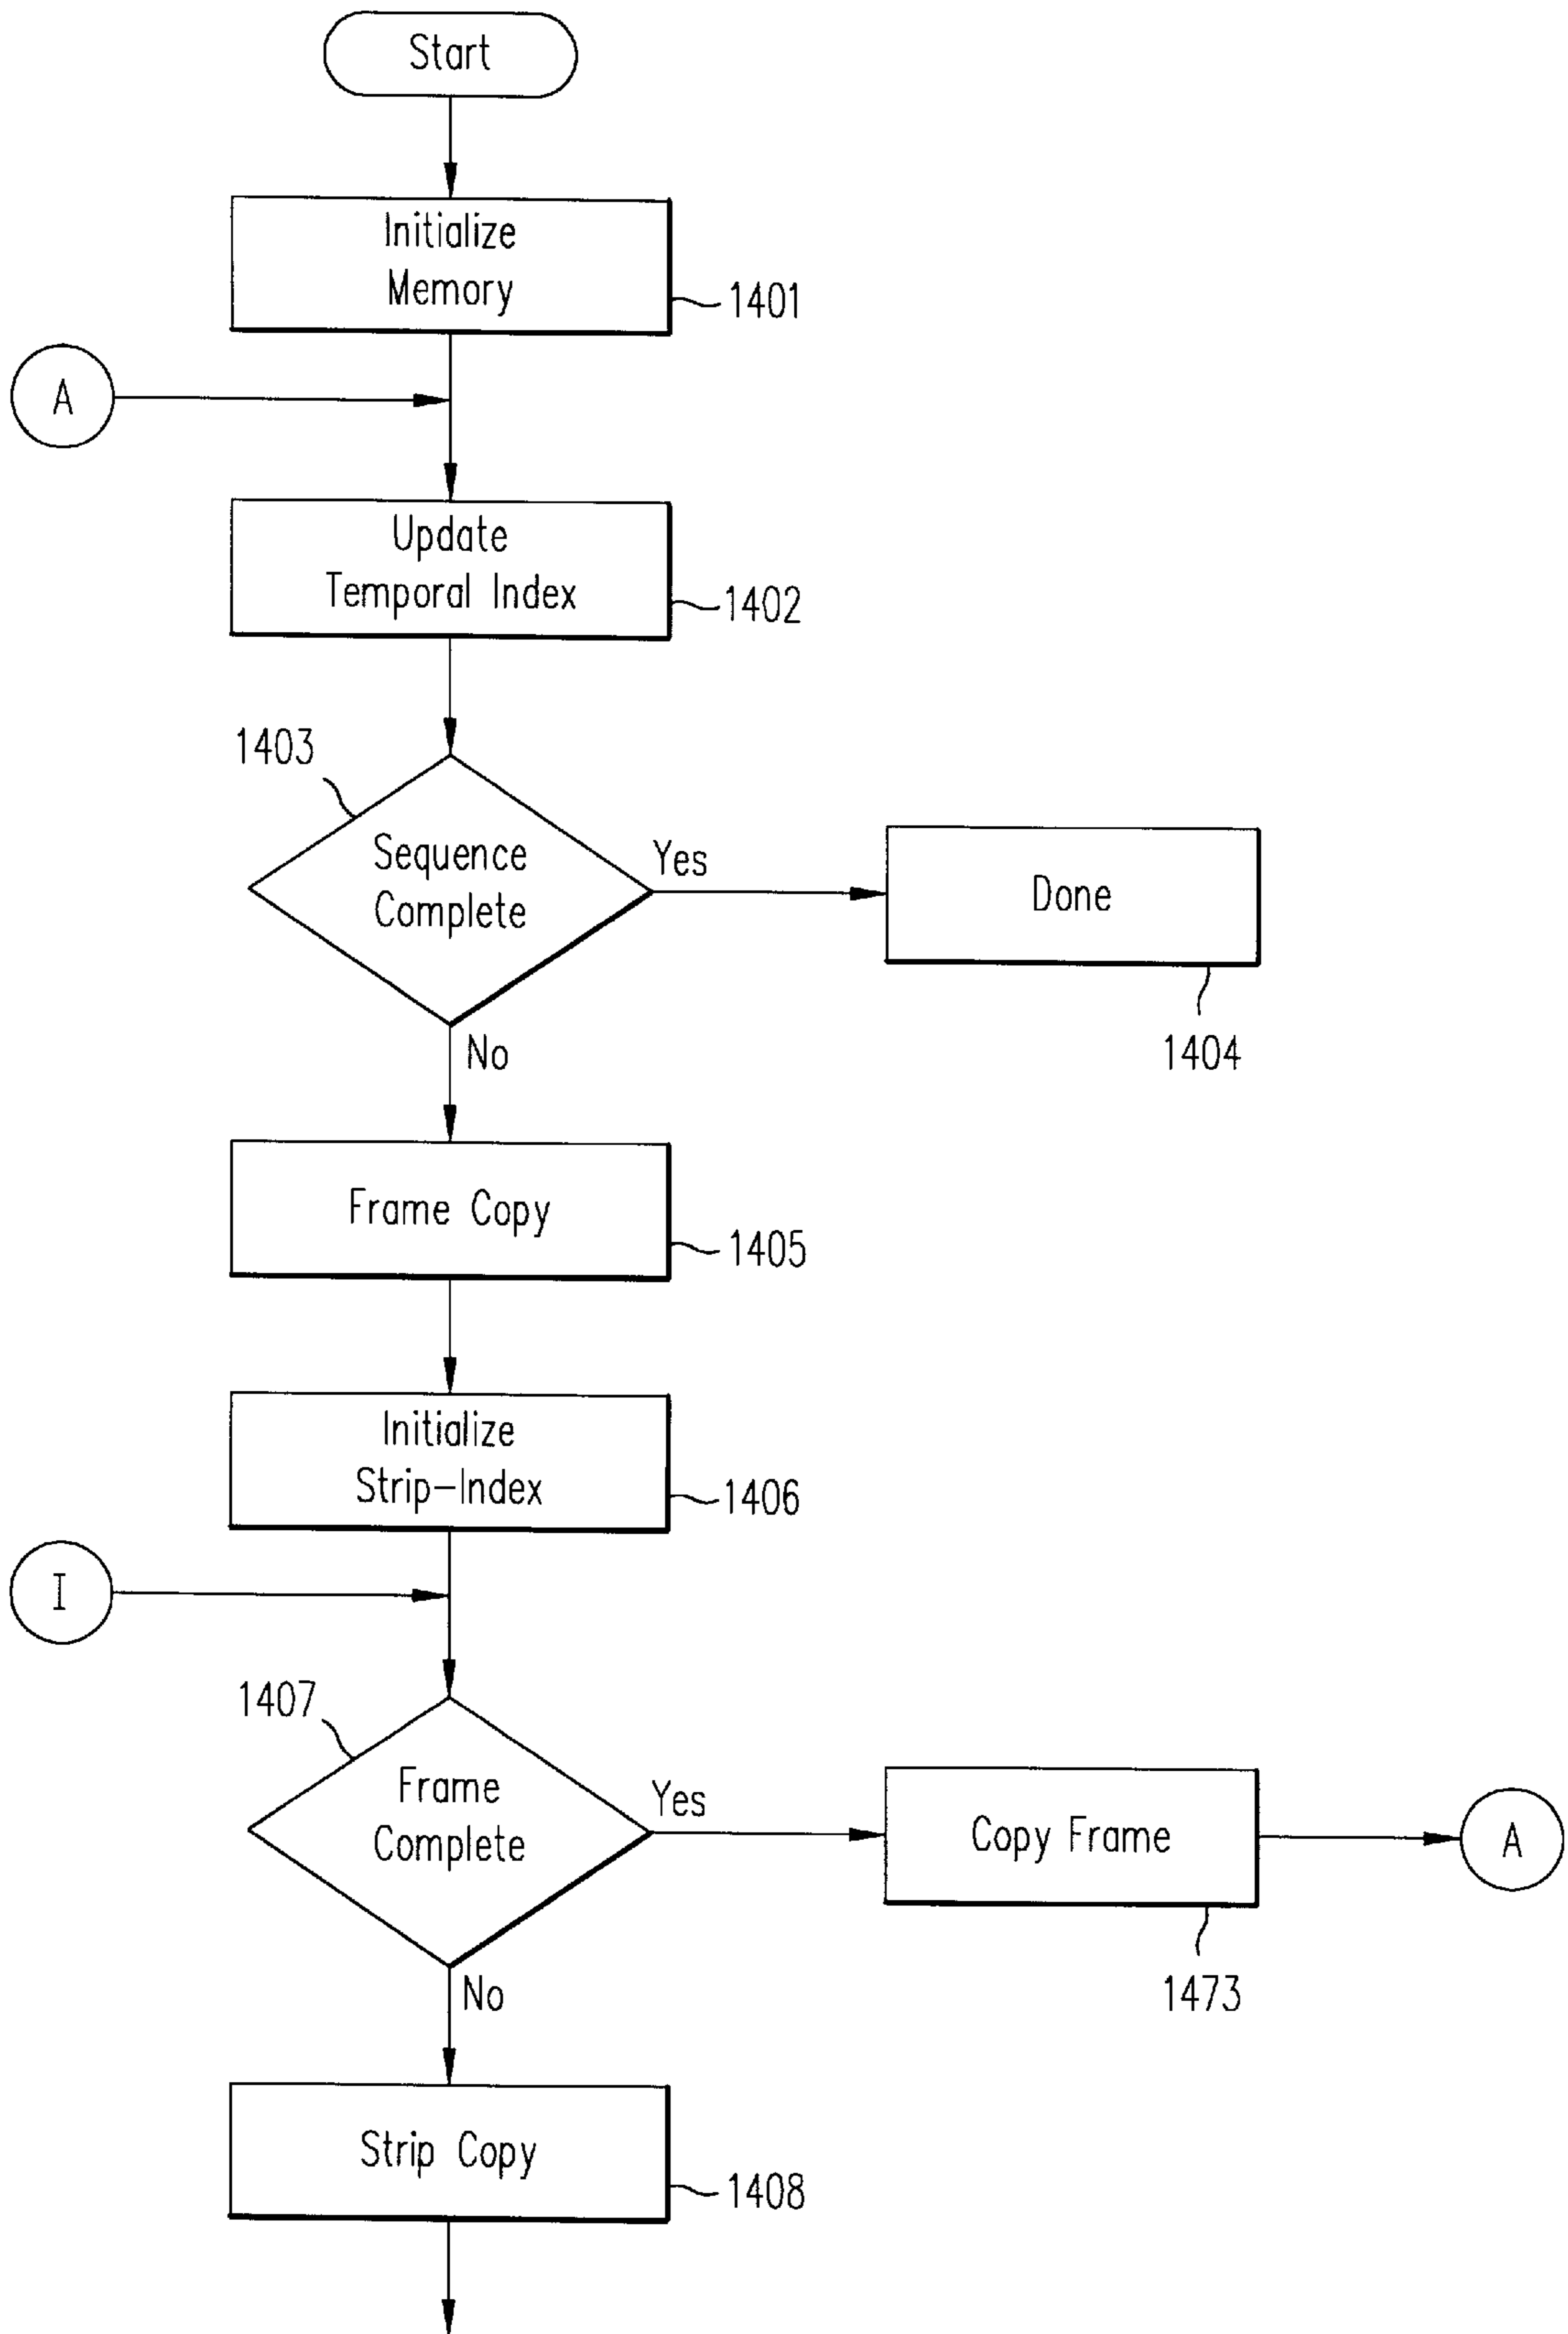 Start
Initialize
Memory
1401
A
Update
Temporal Index
1402
1403
Sequence
Complete
Yes
Done
1404
No
Frame Copy
1405
Initialize
Strip-Index
1406
I
1407
Frame
Complete
Yes
Copy Frame
A
1473
No
Strip Copy
1408